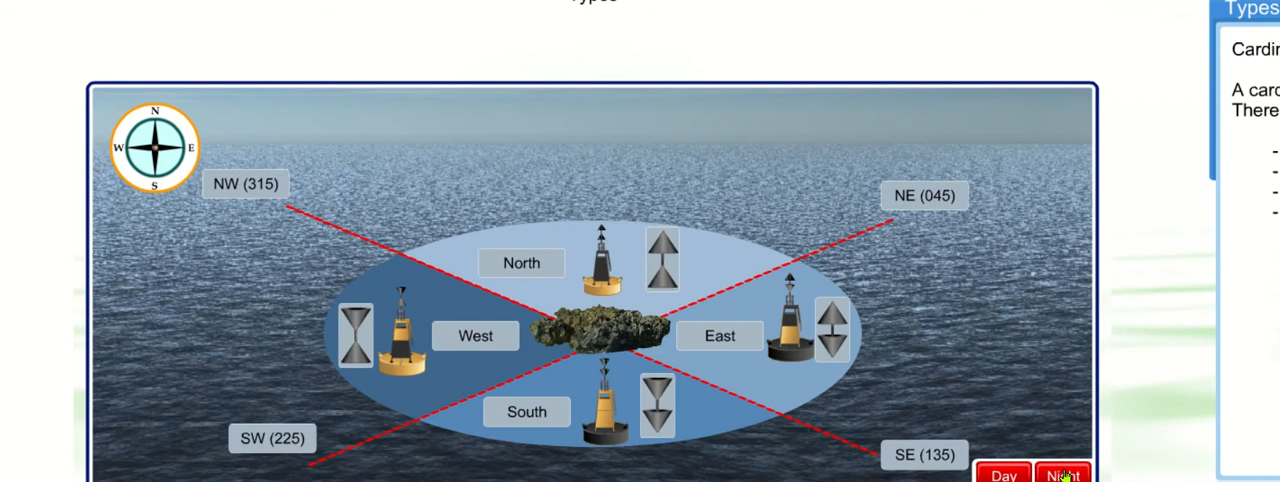 Types
Types
Cardin
A card
There
-
-
-
-
N
W E
S
NW (315)
NE (045)
North
West
East
South
SW (225)
SE (135)
Day Night